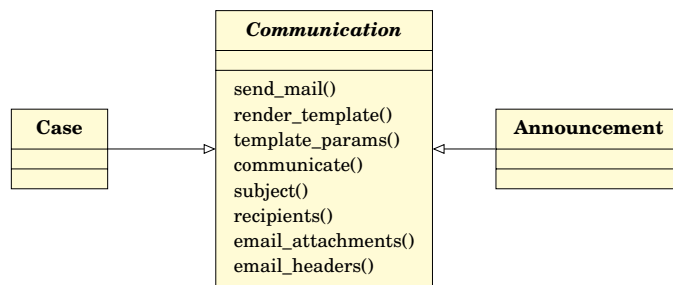 Communication
send_mail()
render_template()
template_params()
communicate()
subject()
recipients()
email_attachments()
email_headers()
Case
Announcement